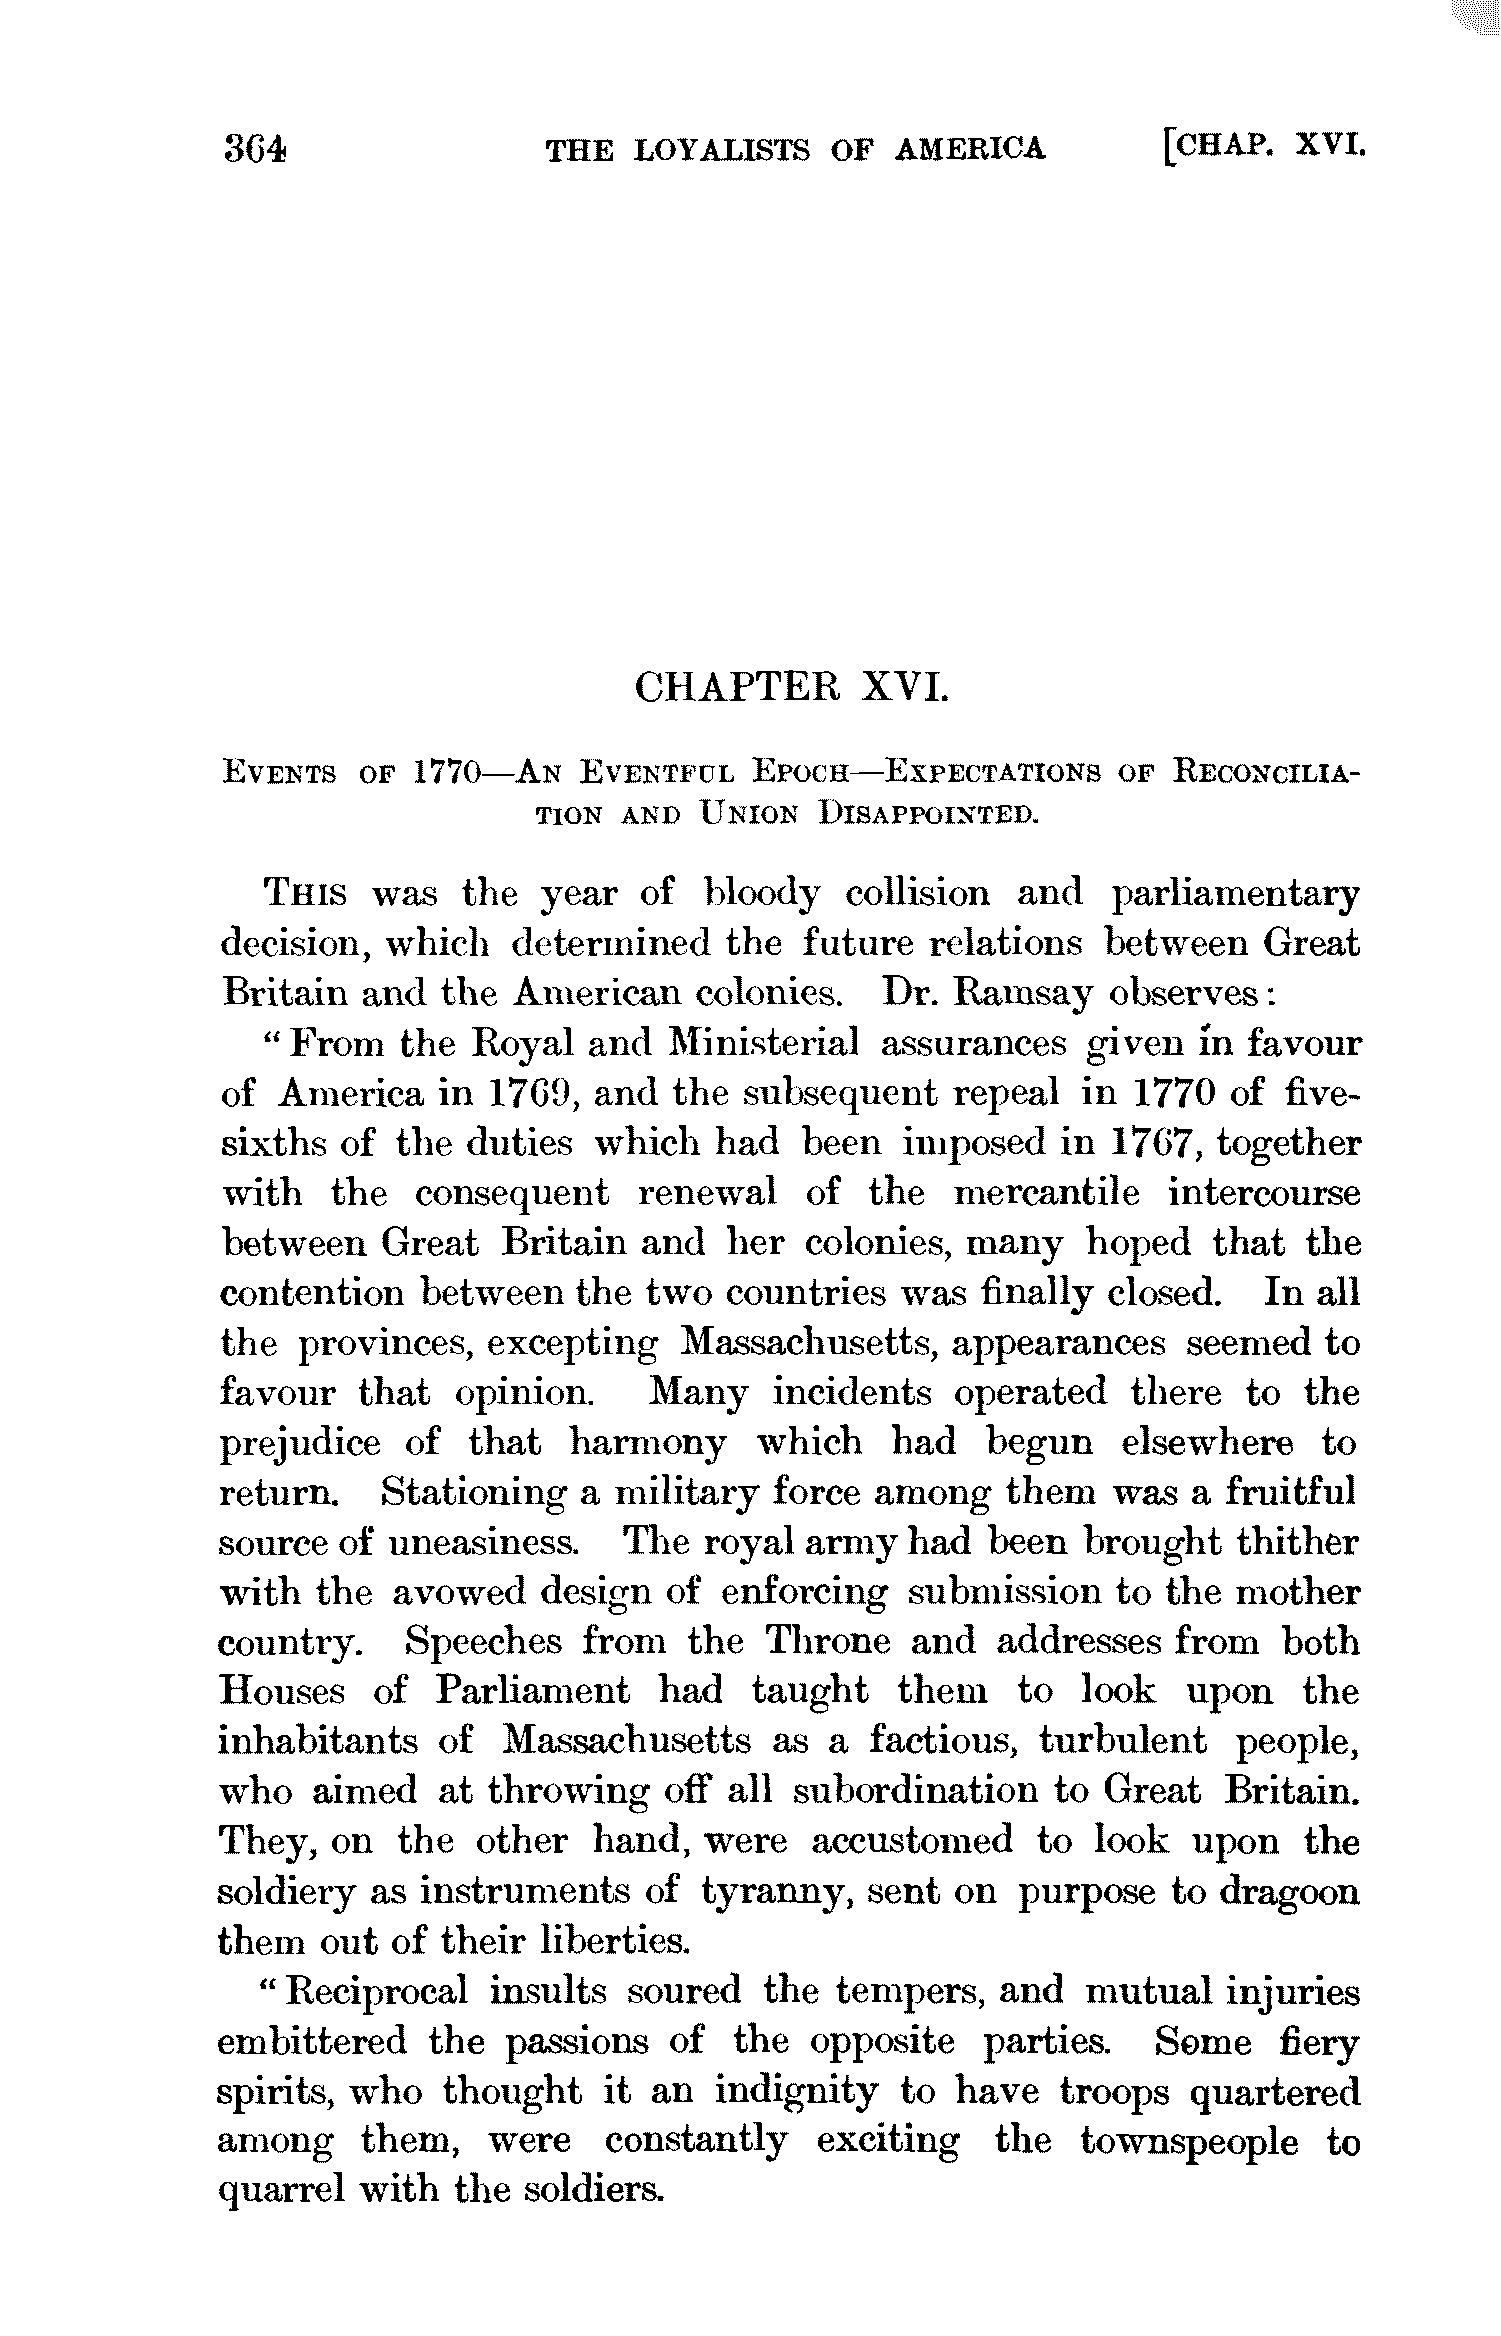 364 THE LOYALISTS OF AMERICA [CHAP. XVI.
CHAPTER XVI.
EVENTS OF 1770—AN EVENTFUL EPOCH—EXPECTATIONS OF RECONCILIA-
TION AND UNION DISAPPOINTED.
THIS was the year of bloody collision and parliamentary
decision, which determined the future relations between Great
Britain and the American colonies. Dr. Ramsay observes:
"From the Royal and Ministerial assurances given in favour
of America in 1769, and the subsequent repeal in 1770 of five-
sixths of the duties which had been imposed in 1767, together
with the consequent renewal of the mercantile intercourse
between Great Britain and her colonies, many hoped that the
contention between the two countries was finally closed. In all
the provinces, excepting Massachusetts, appearances seemed to
favour that opinion. Many incidents operated there to the
prejudice of that harmony which had begun elsewhere to
return. Stationing a military force among them was a fruitful
source of uneasiness. The royal army had been brought thither
with the avowed design of enforcing submission to the mother
country. Speeches from the Throne and addresses from both
Houses of Parliament had taught them to look upon the
inhabitants of Massachusetts as a factious, turbulent people,
who aimed at throwing off all subordination to Great Britain.
They, on the other hand, were accustomed to look upon the
soldiery as instruments of tyranny, sent on purpose to dragoon
them out of their liberties.
"Reciprocal insults soured the tempers, and mutual injuries
embittered the passions of the opposite parties. Some fiery
spirits, who thought it an indignity to have troops quartered
among them, were constantly exciting the townspeople to
quarrel with the soldiers.